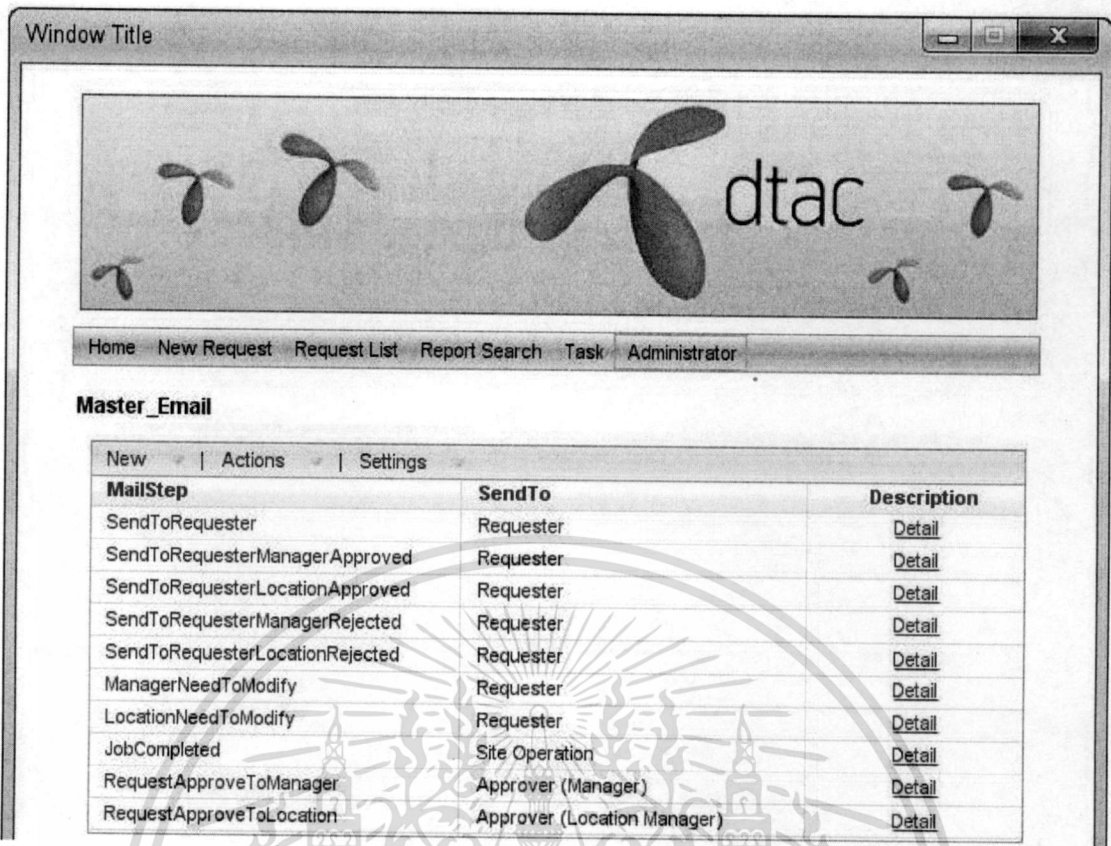 Window Title
dtac
Home New Request Request List Report Search Task Administrator
Master_Email
New | Actions | Settings
MailStep SendTo Description
SendToRequester Requester Detail
SendToRequesterManagerApproved Requester Detail
SendToRequesterLocationApproved Requester Detail
SendToRequesterManagerRejected Requester Detail
SendToRequesterLocationRejected Requester Detail
ManagerNeedToModify Requester Detail
LocationNeedToModify Requester Detail
JobCompleted Site Operation Detail
RequestApproveToManager Approver (Manager) Detail
RequestApproveToLocation Approver (Location Manager) Detail